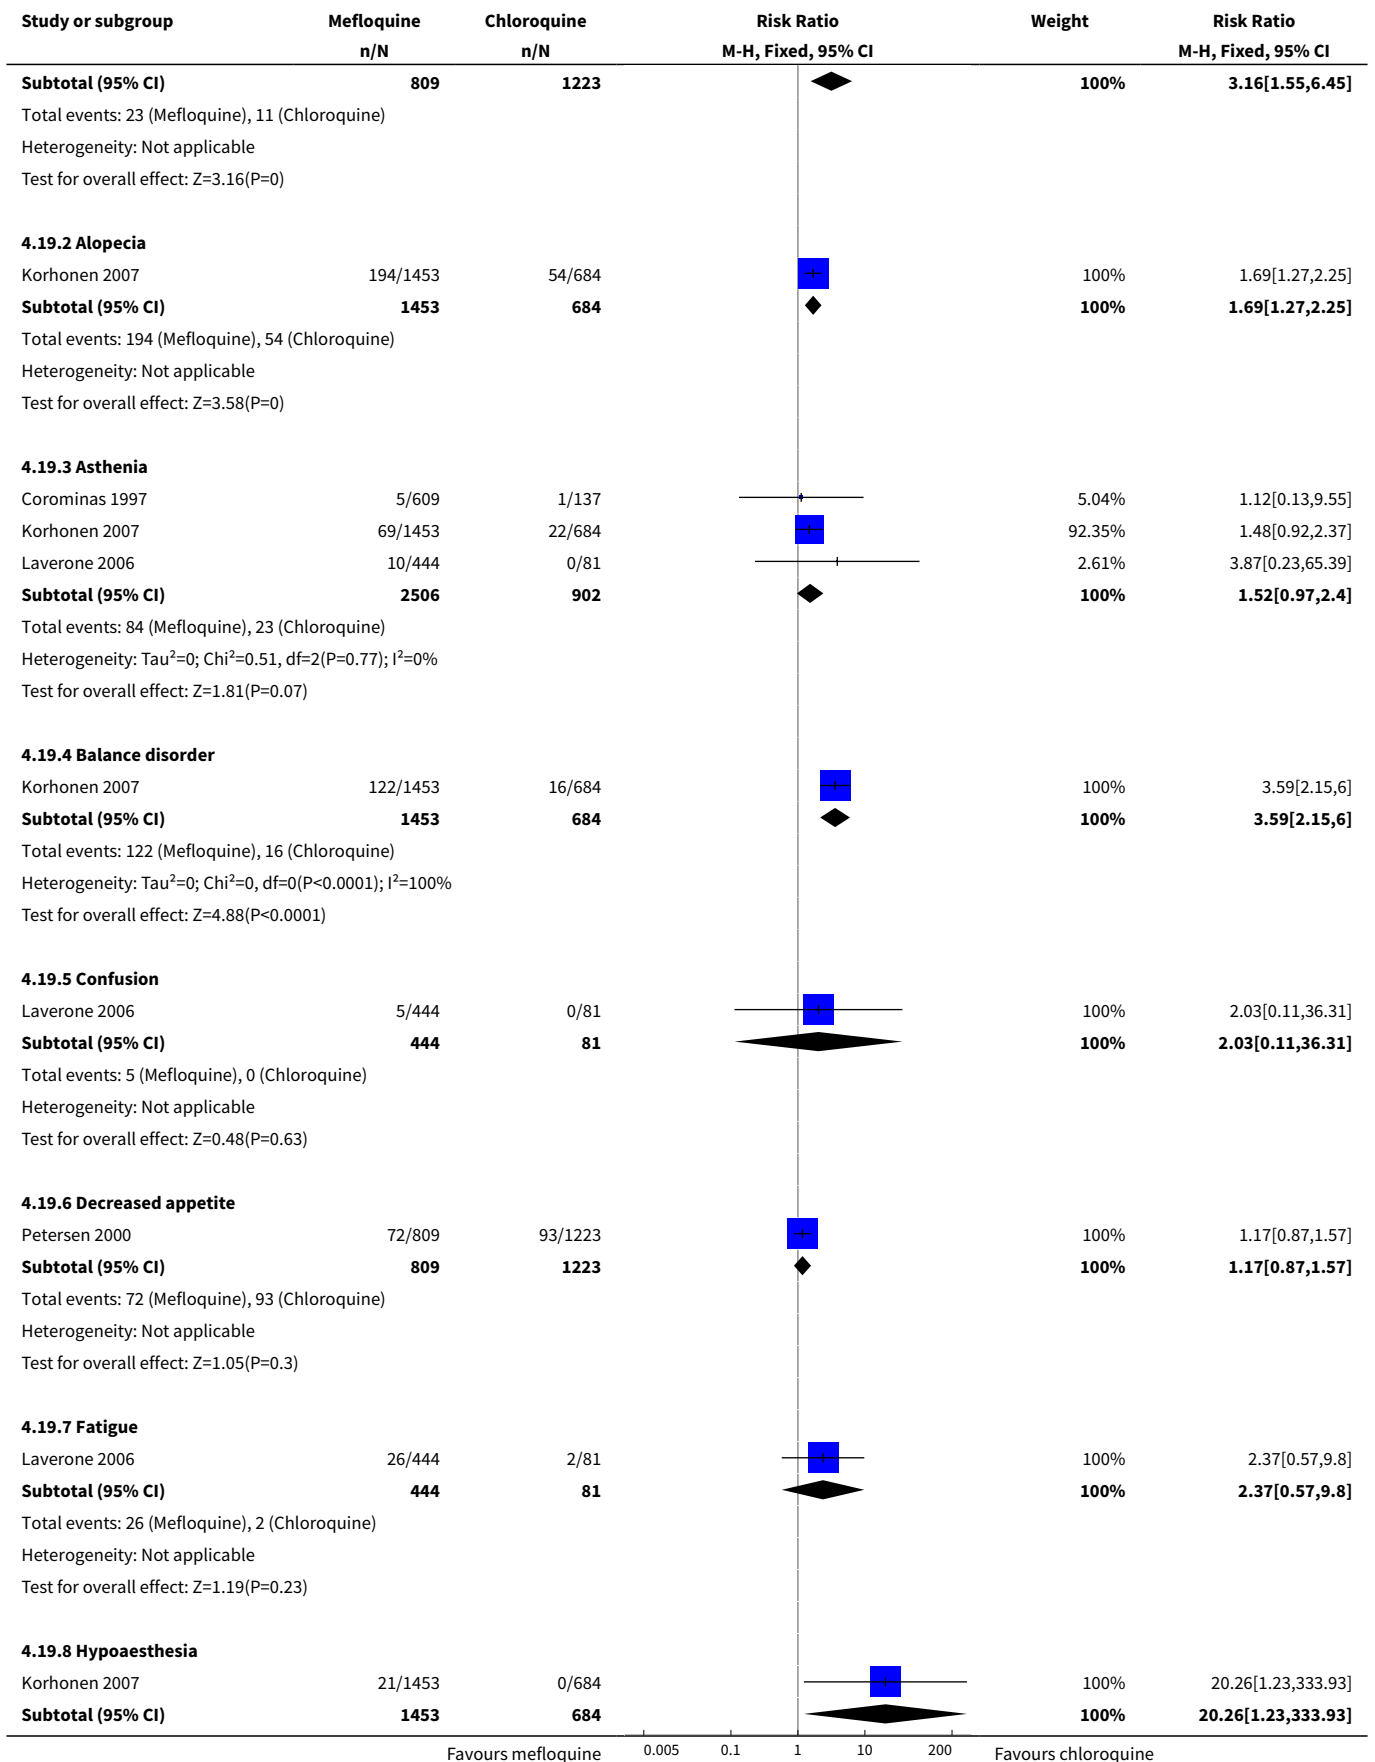 Study or subgroup Mefloquine Chloroquine Risk Ratio Weight Risk Ratio
n/N n/N M-H, Fixed, 95% CI M-H, Fixed, 95% CI
Subtotal (95% CI) 809 1223 100% 3.16[1.55,6.45]
Total events: 23 (Mefloquine), 11 (Chloroquine)
Heterogeneity: Not applicable
Test for overall effect: Z=3.16(P=0)
4.19.2 Alopecia
Korhonen 2007 194/1453 54/684 100% 1.69[1.27,2.25]
Subtotal (95% CI) 1453 684 100% 1.69[1.27,2.25]
Total events: 194 (Mefloquine), 54 (Chloroquine)
Heterogeneity: Not applicable
Test for overall effect: Z=3.58(P=0)
4.19.3 Asthenia
Corominas 1997 5/609 1/137 5.04% 1.12[0.13,9.55]
Korhonen 2007 69/1453 22/684 92.35% 1.48[0.92,2.37]
Laverone 2006 10/444 0/81 2.61% 3.87[0.23,65.39]
Subtotal (95% CI) 2506 902 100% 1.52[0.97,2.4]
Total events: 84 (Mefloquine), 23 (Chloroquine)
Heterogeneity: Tau²=0; Chi²=0.51, df=2(P=0.77); I²=0%
Test for overall effect: Z=1.81(P=0.07)
4.19.4 Balance disorder
Korhonen 2007 122/1453 16/684 100% 3.59[2.15,6]
Subtotal (95% CI) 1453 684 100% 3.59[2.15,6]
Total events: 122 (Mefloquine), 16 (Chloroquine)
Heterogeneity: Tau²=0; Chi²=0, df=0(P<0.0001); I²=100%
Test for overall effect: Z=4.88(P<0.0001)
4.19.5 Confusion
Laverone 2006 5/444 0/81 100% 2.03[0.11,36.31]
Subtotal (95% CI) 444 81 100% 2.03[0.11,36.31]
Total events: 5 (Mefloquine), 0 (Chloroquine)
Heterogeneity: Not applicable
Test for overall effect: Z=0.48(P=0.63)
4.19.6 Decreased appetite
Petersen 2000 72/809 93/1223 100% 1.17[0.87,1.57]
Subtotal (95% CI) 809 1223 100% 1.17[0.87,1.57]
Total events: 72 (Mefloquine), 93 (Chloroquine)
Heterogeneity: Not applicable
Test for overall effect: Z=1.05(P=0.3)
4.19.7 Fatigue
Laverone 2006 26/444 2/81 100% 2.37[0.57,9.8]
Subtotal (95% CI) 444 81 100% 2.37[0.57,9.8]
Total events: 26 (Mefloquine), 2 (Chloroquine)
Heterogeneity: Not applicable
Test for overall effect: Z=1.19(P=0.23)
4.19.8 Hypoaesthesia
Korhonen 2007 21/1453 0/684 100% 20.26[1.23,333.93]
Subtotal (95% CI) 1453 684 100% 20.26[1.23,333.93]
Favours mefloquine 0.005 0.1 1 10 200 Favours chloroquine